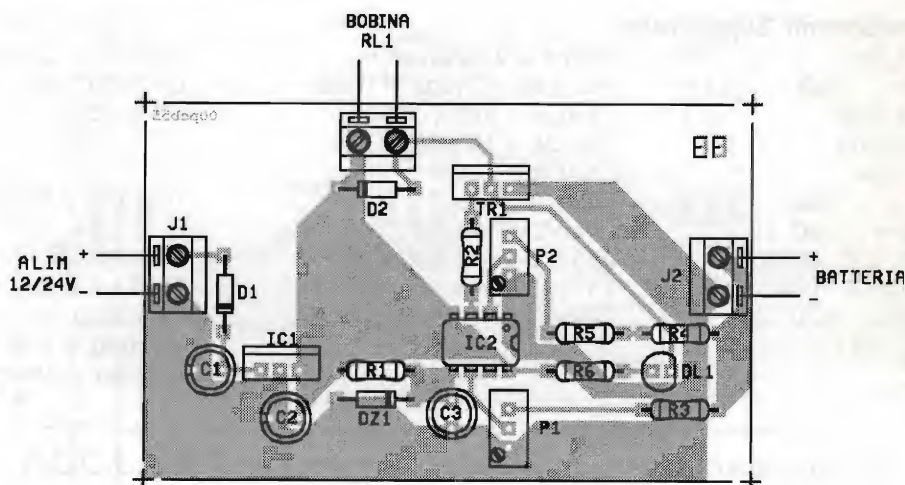 BOBINA
RL1
EE
D2
TR1
J1
R2
P2
ALIM
12/24V
+
-
D1
J2
+
-
BATTERIA
IC1
IC2
R5
R4
C1
R1
R6
DL1
C2
DZ1
C3
P1
R3